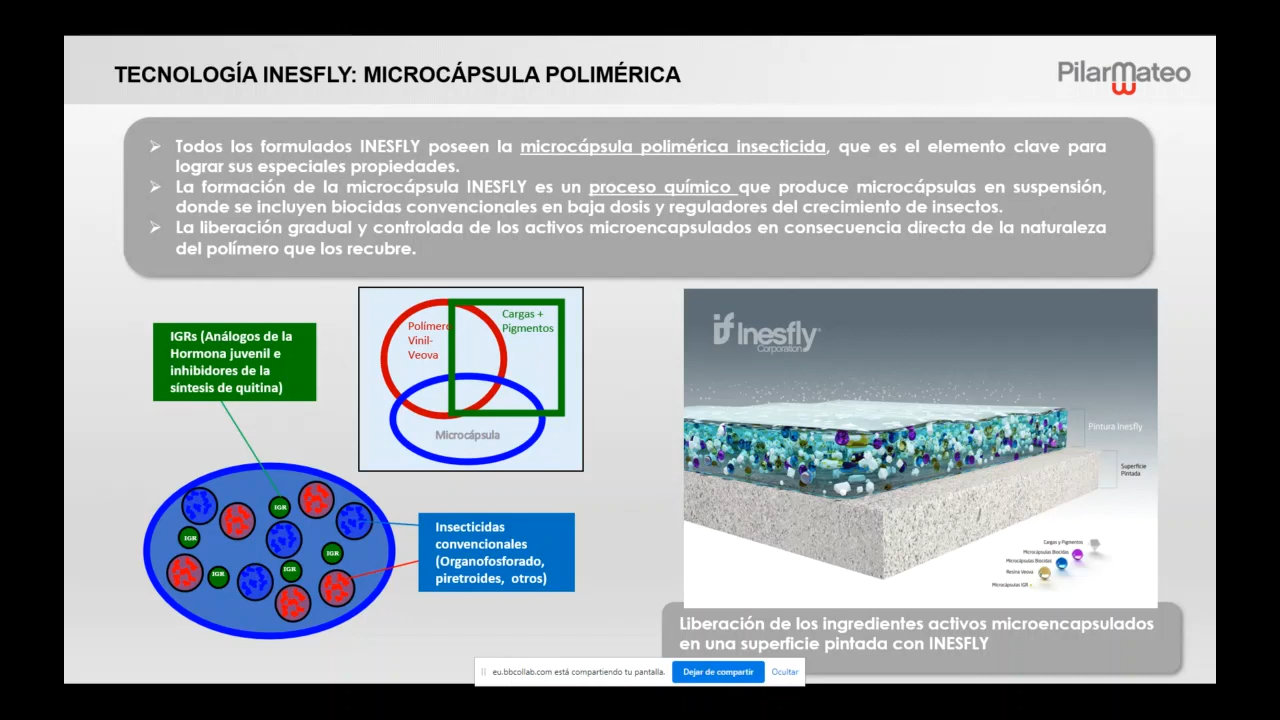 TECNOLOGÍA INESFLY: MICROCÁPSULA POLIMÉRICA
PilarMateo
➢ Todos los formulados INESFLY poseen la microcápsula polimérica insecticida, que es el elemento clave para
lograr sus especiales propiedades.
➢ La formación de la microcápsula INESFLY es un proceso químico que produce microcápsulas en suspensión,
donde se incluyen biocidas convencionales en baja dosis y reguladores del crecimiento de insectos.
➢ La liberación gradual y controlada de los activos microencapsulados en consecuencia directa de la naturaleza
del polímero que los recubre.
IGRs (Análogos de la
Hormona juvenil e
inhibidores de la
síntesis de quitina)
Polímero
Vinil-
Veova
Cargas +
Pigmentos
Microcápsula
IGR
IGR
IGR
IGR
IGR
Insecticidas
convencionales
(Organofosforado,
piretroides, otros)
if Inesfly®
Corporation
Pintura Inesfly
Superficie
Pintada
Cargas y Pigmentos
Microcápsulas Biocidas
Microcápsulas Biocidas
Resina Veova
Microcápsulas IGR
Liberación de los ingredientes activos microencapsulados
en una superficie pintada con INESFLY
eu.bbcollab.com está compartiendo tu pantalla.
Dejar de compartir
Ocultar